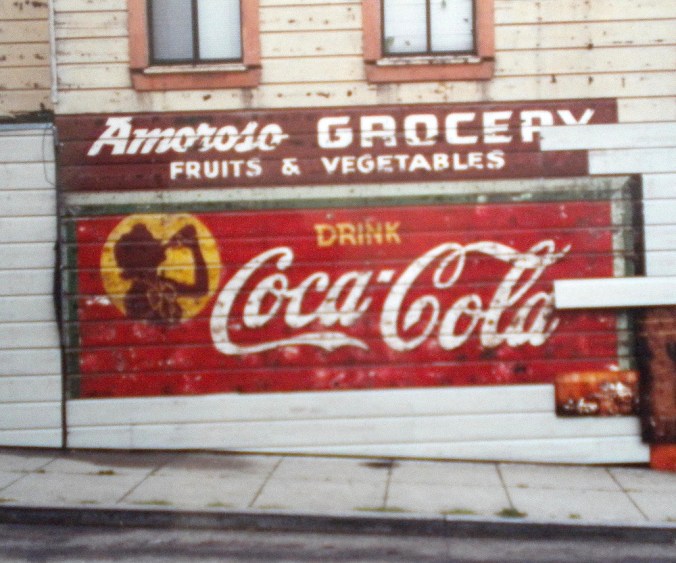 Amoroso GROCERY
FRUITS & VEGETABLES
DRINK
Coca-Cola